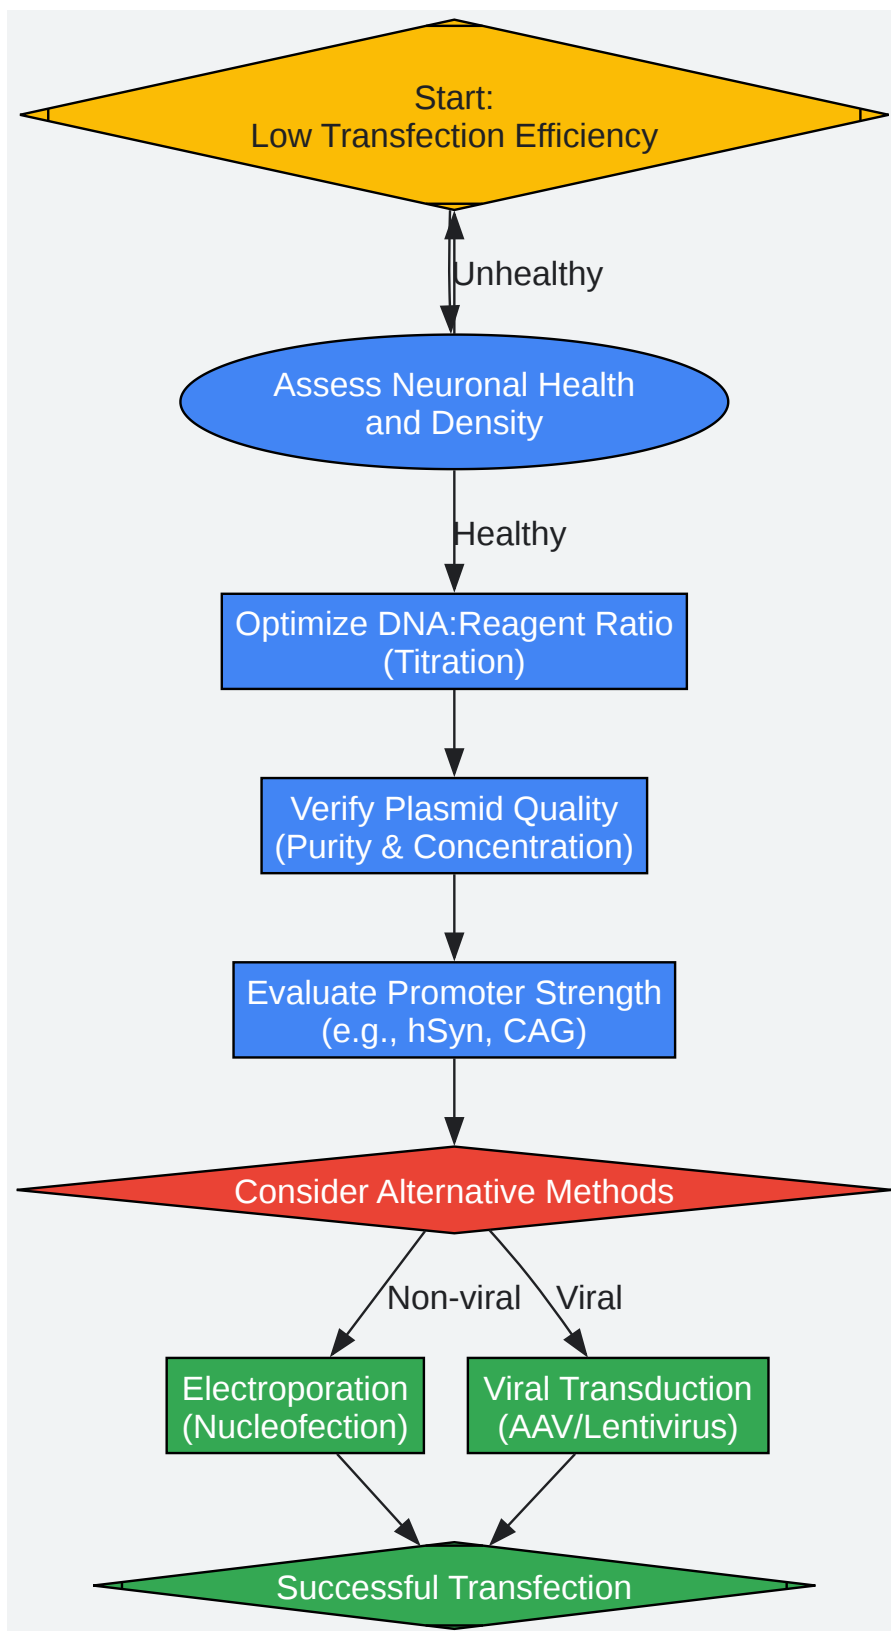 Start:
Low Transfection Efficiency
Unhealthy
Assess Neuronal Health
and Density
Healthy
Optimize DNA:Reagent Ratio
(Titration)
Verify Plasmid Quality
(Purity & Concentration)
Evaluate Promoter Strength
(e.g., hSyn, CAG)
Consider Alternative Methods
Non-viral
Viral
Electroporation
(Nucleofection)
Viral Transduction
(AAV/Lentivirus)
Successful Transfection